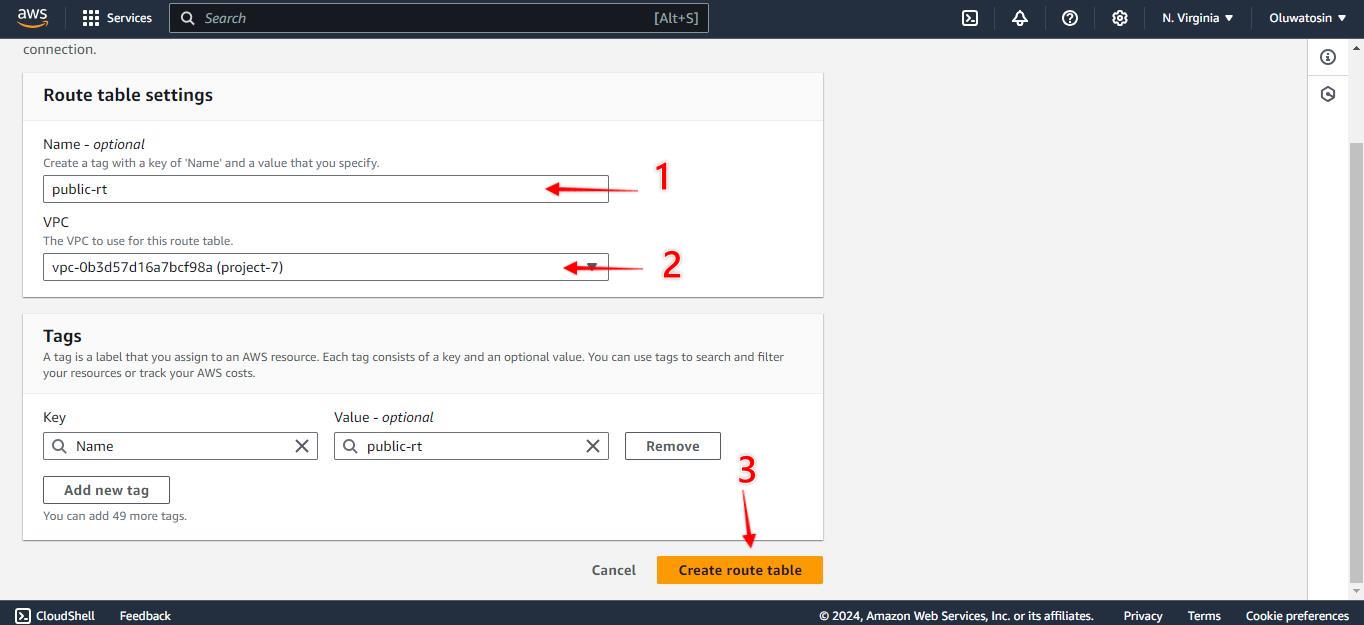 aws
Services
Search
[Alt+S]
N. Virginia
Oluwatosin
connection.
Route table settings
Name - optional
Create a tag with a key of 'Name' and a value that you specify.
public-rt
1
VPC
The VPC to use for this route table.
vpc-0b3d57d16a7bcf98a (project-7)
2
Tags
A tag is a label that you assign to an AWS resource. Each tag consists of a key and an optional value. You can use tags to search and filter
your resources or track your AWS costs.
Key
Value - optional
Name
public-rt
Remove
3
Add new tag
You can add 49 more tags.
Cancel
Create route table
CloudShell
Feedback
© 2024, Amazon Web Services, Inc. or its affiliates.
Privacy
Terms
Cookie preferences